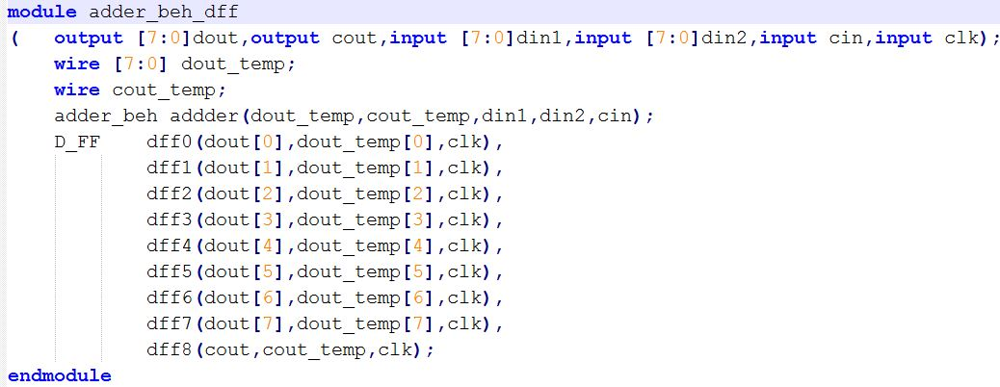 module adder_beh_dff
(   output [7:0]dout,output cout,input [7:0]din1,input [7:0]din2,input cin,input clk);
    wire [7:0] dout_temp;
    wire cout_temp;
    adder_beh addder(dout_temp,cout_temp,din1,din2,cin);
    D_FF    dff0(dout[0],dout_temp[0],clk),
            dff1(dout[1],dout_temp[1],clk),
            dff2(dout[2],dout_temp[2],clk),
            dff3(dout[3],dout_temp[3],clk),
            dff4(dout[4],dout_temp[4],clk),
            dff5(dout[5],dout_temp[5],clk),
            dff6(dout[6],dout_temp[6],clk),
            dff7(dout[7],dout_temp[7],clk),
            dff8(cout,cout_temp,clk);
endmodule